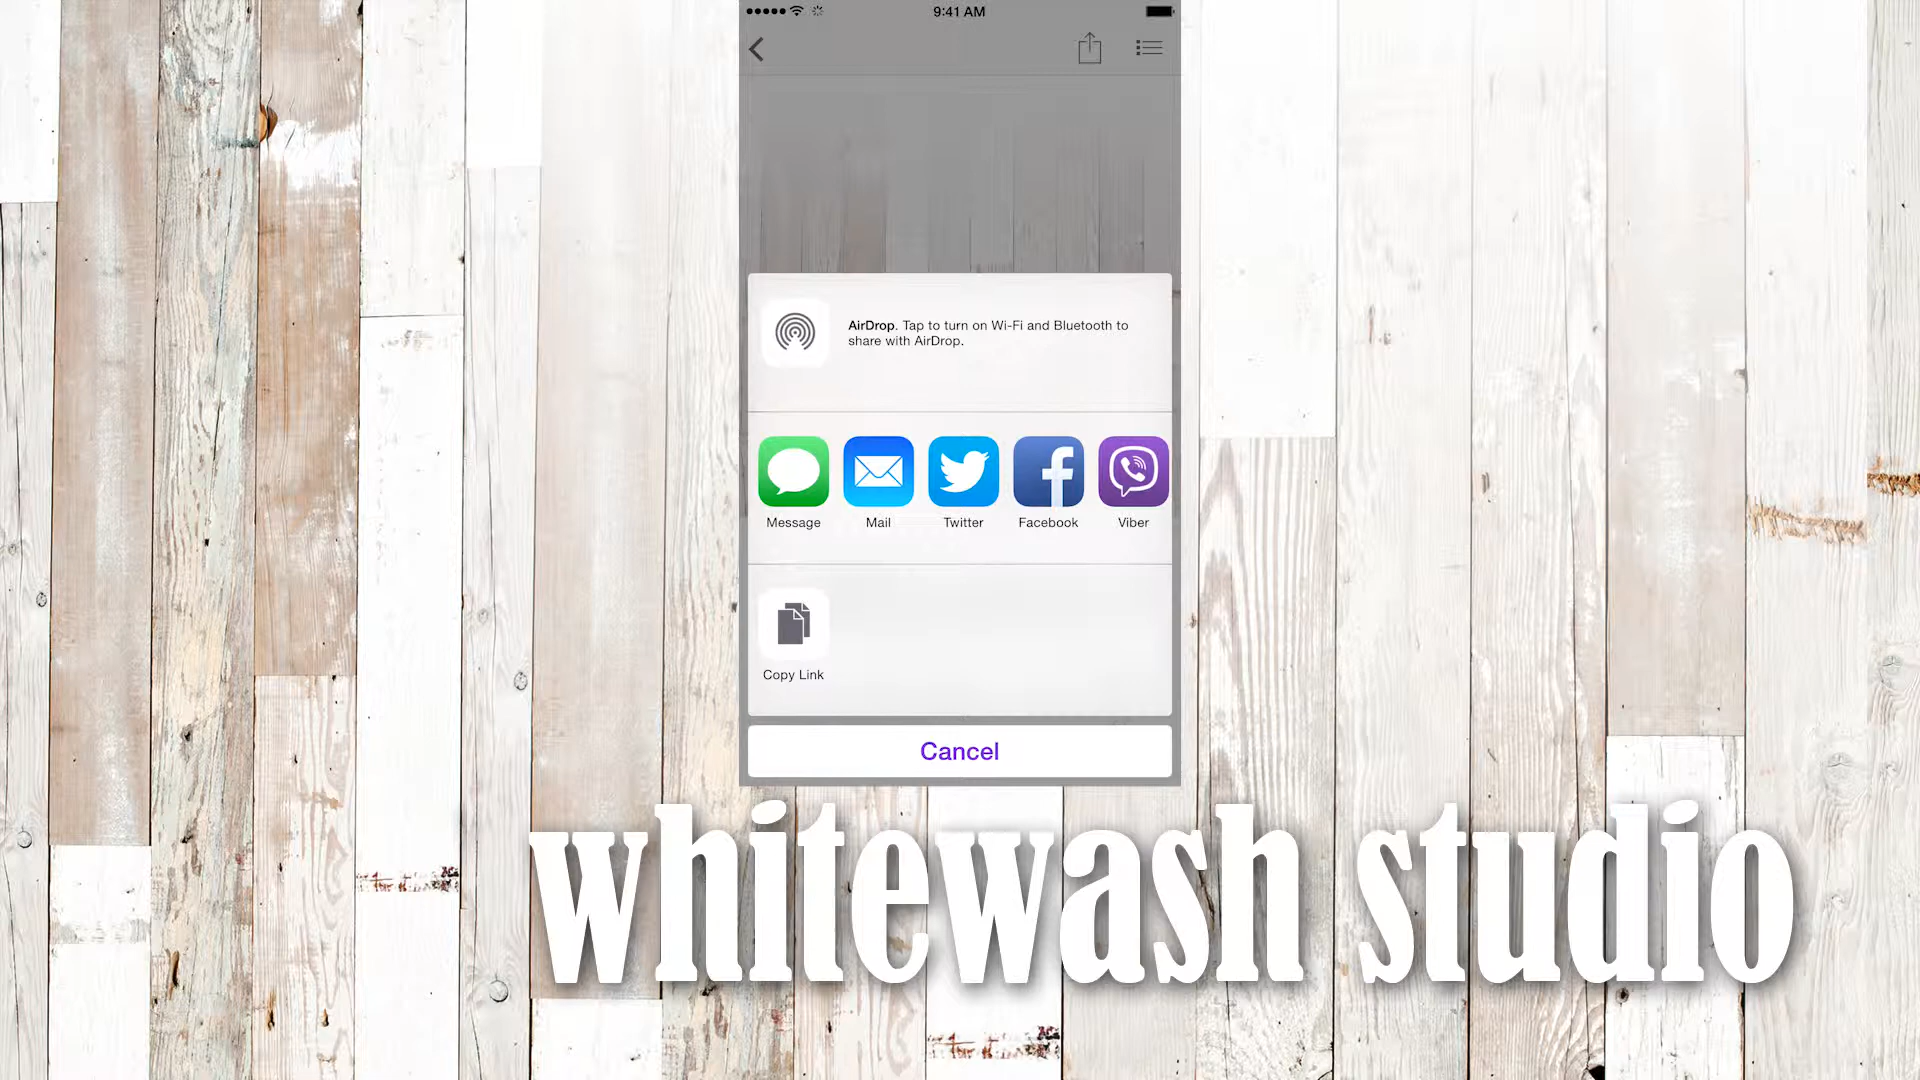 9:41 AM
AirDrop. Tap to turn on Wi-Fi and Bluetooth to
share with AirDrop.
Message Mail Twitter Facebook Viber
Copy Link
Cancel
whitewash studio